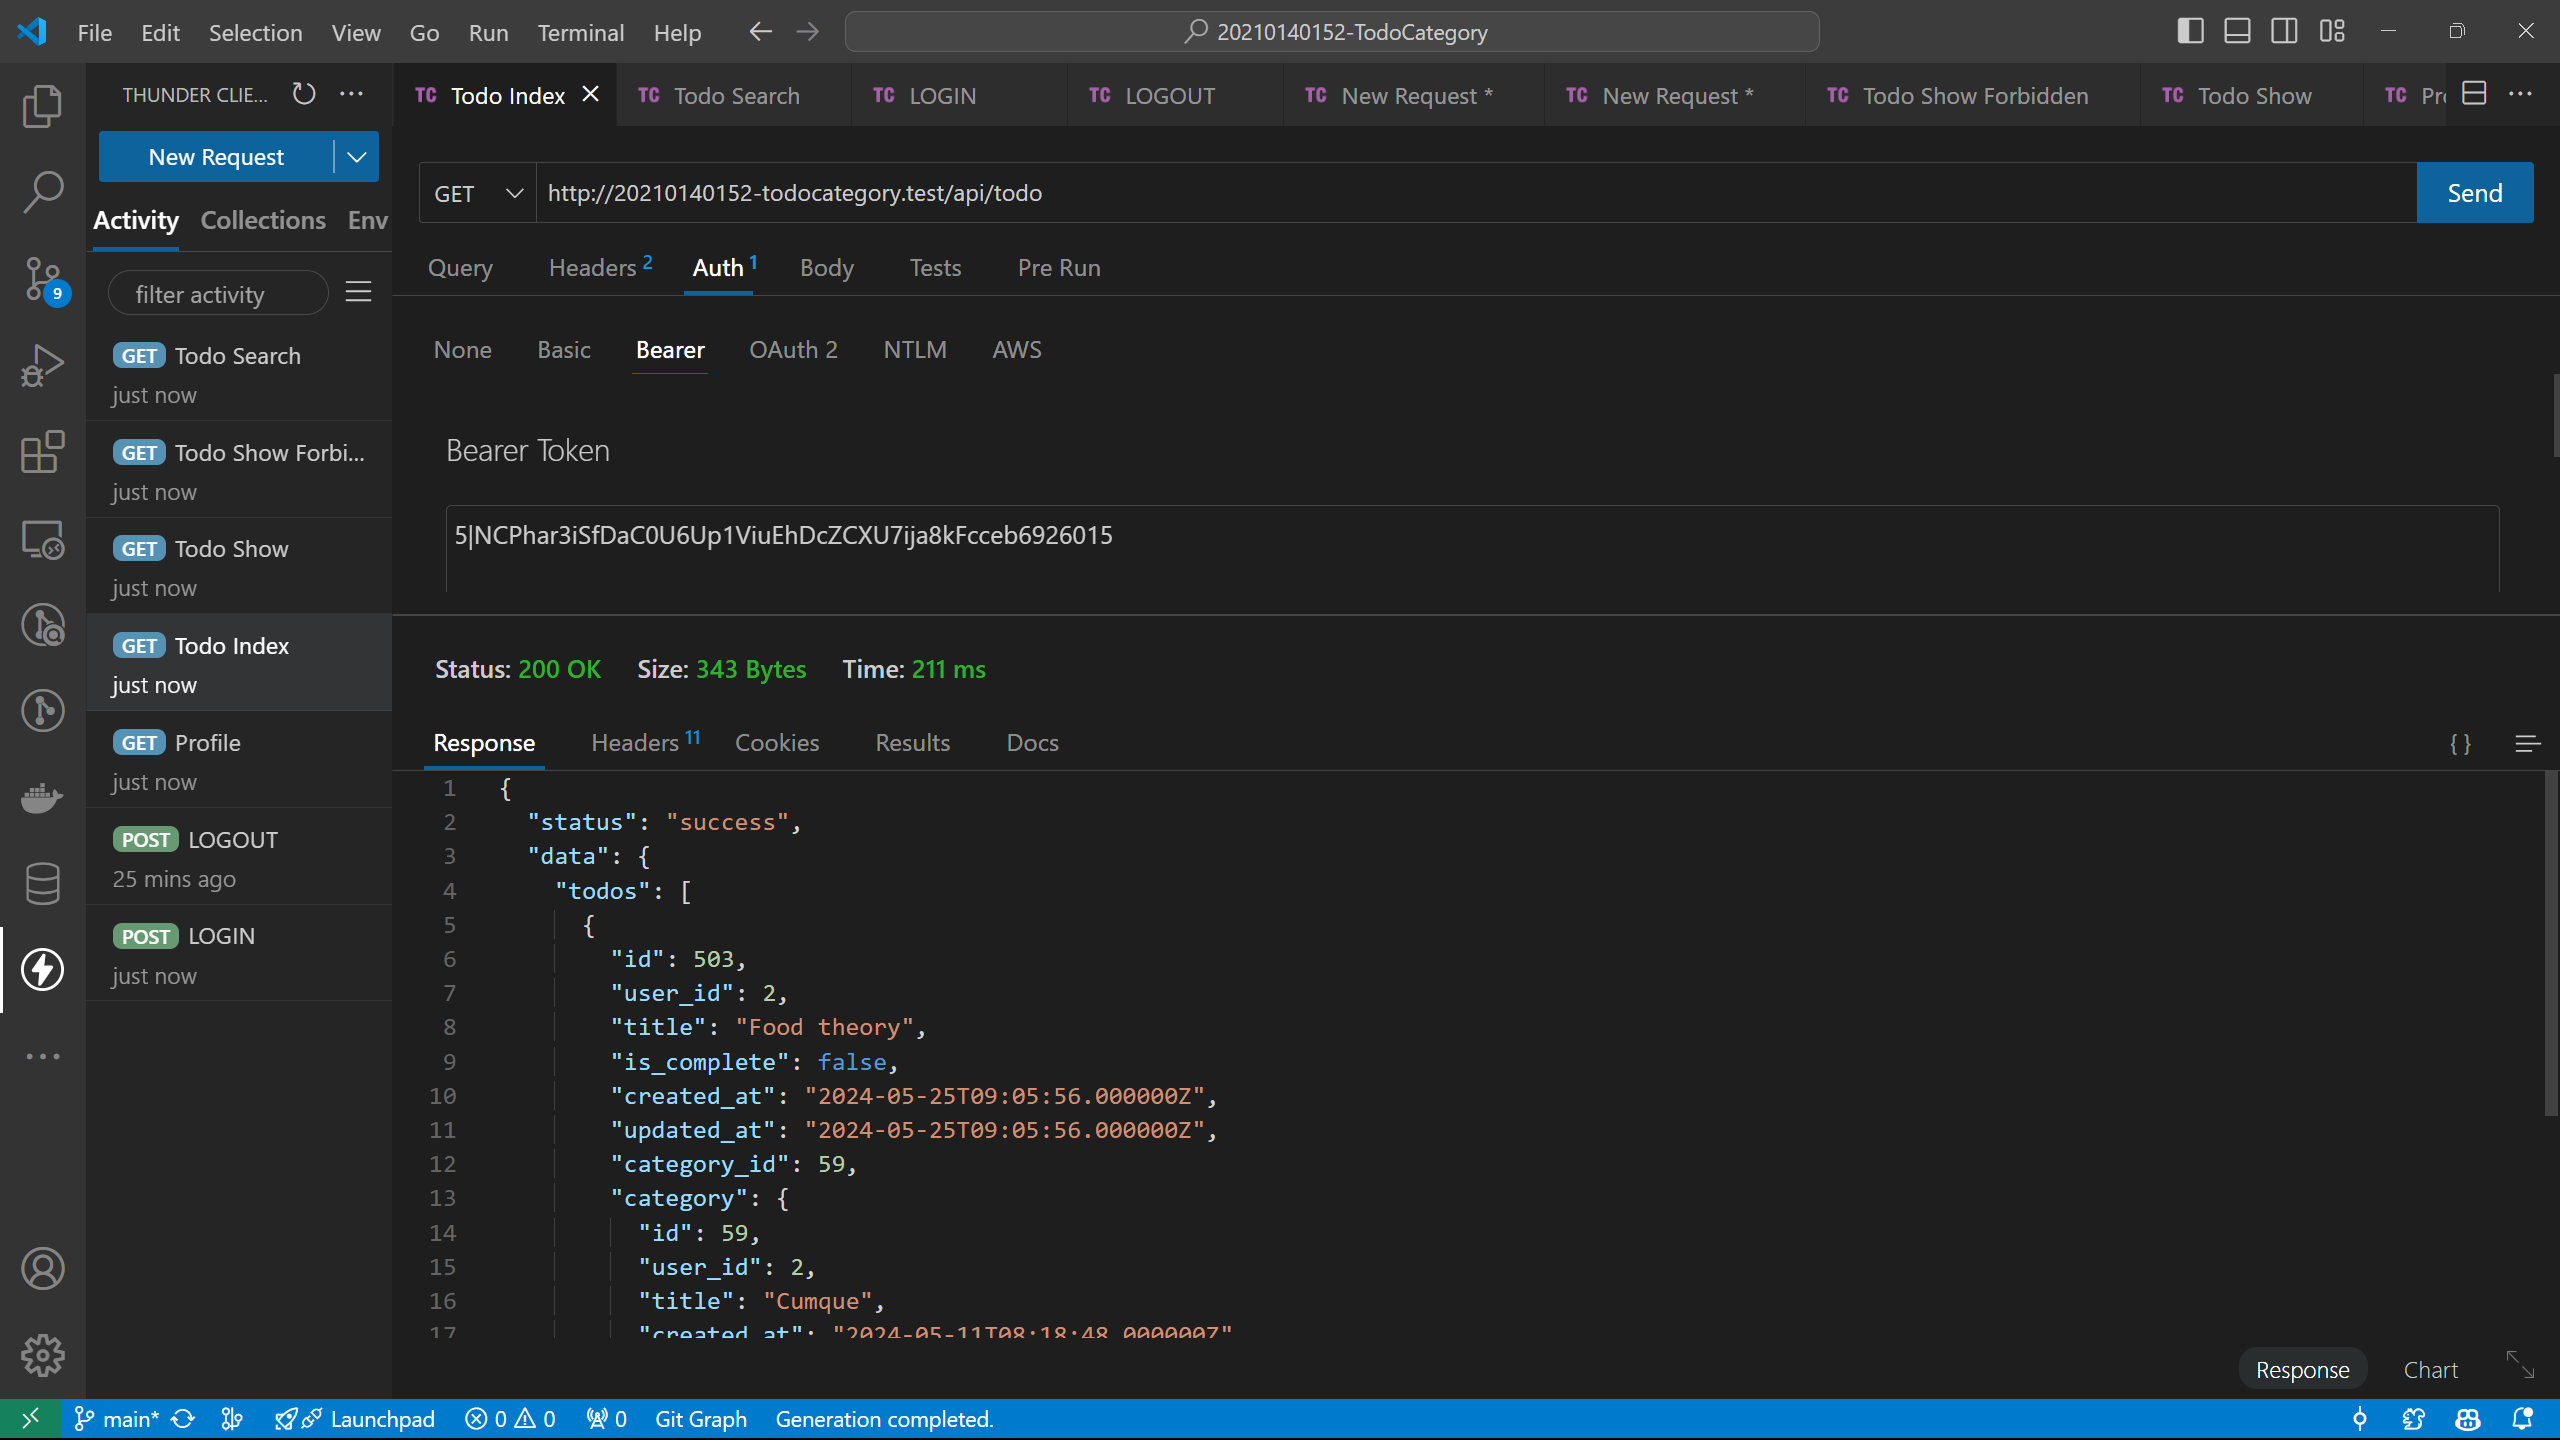 File Edit Selection View Go Run Terminal Help
20210140152-TodoCategory
THUNDER CLIE...
New Request
Activity Collections Env
filter activity
GET Todo Search
just now
GET Todo Show Forbi...
just now
GET Todo Show
just now
GET Todo Index
just now
GET Profile
just now
POST LOGOUT
25 mins ago
POST LOGIN
just now
9
TC Todo Index TC Todo Search TC LOGIN TC LOGOUT TC New Request * TC New Request * TC Todo Show Forbidden TC Todo Show TC Pr
GET http://20210140152-todocategory.test/api/todo Send
Query Headers 2 Auth 1 Body Tests Pre Run
None Basic Bearer OAuth 2 NTLM AWS
Bearer Token
5|NCPhar3iSfDaC0U6Up1ViuEhDcZCXU7ija8kFcceb6926015
Status: 200 OK Size: 343 Bytes Time: 211 ms
Response Headers 11 Cookies Results Docs { }
1 {
2 "status": "success",
3 "data": {
4 "todos": [
5 {
6 "id": 503,
7 "user_id": 2,
8 "title": "Food theory",
9 "is_complete": false,
10 "created_at": "2024-05-25T09:05:56.000000Z",
11 "updated_at": "2024-05-25T09:05:56.000000Z",
12 "category_id": 59,
13 "category": {
14 "id": 59,
15 "user_id": 2,
16 "title": "Cumque",
17 "created_at": "2024-05-11T08:18:48.000000Z"
Response Chart
main* Launchpad 0 0 0 Git Graph Generation completed.